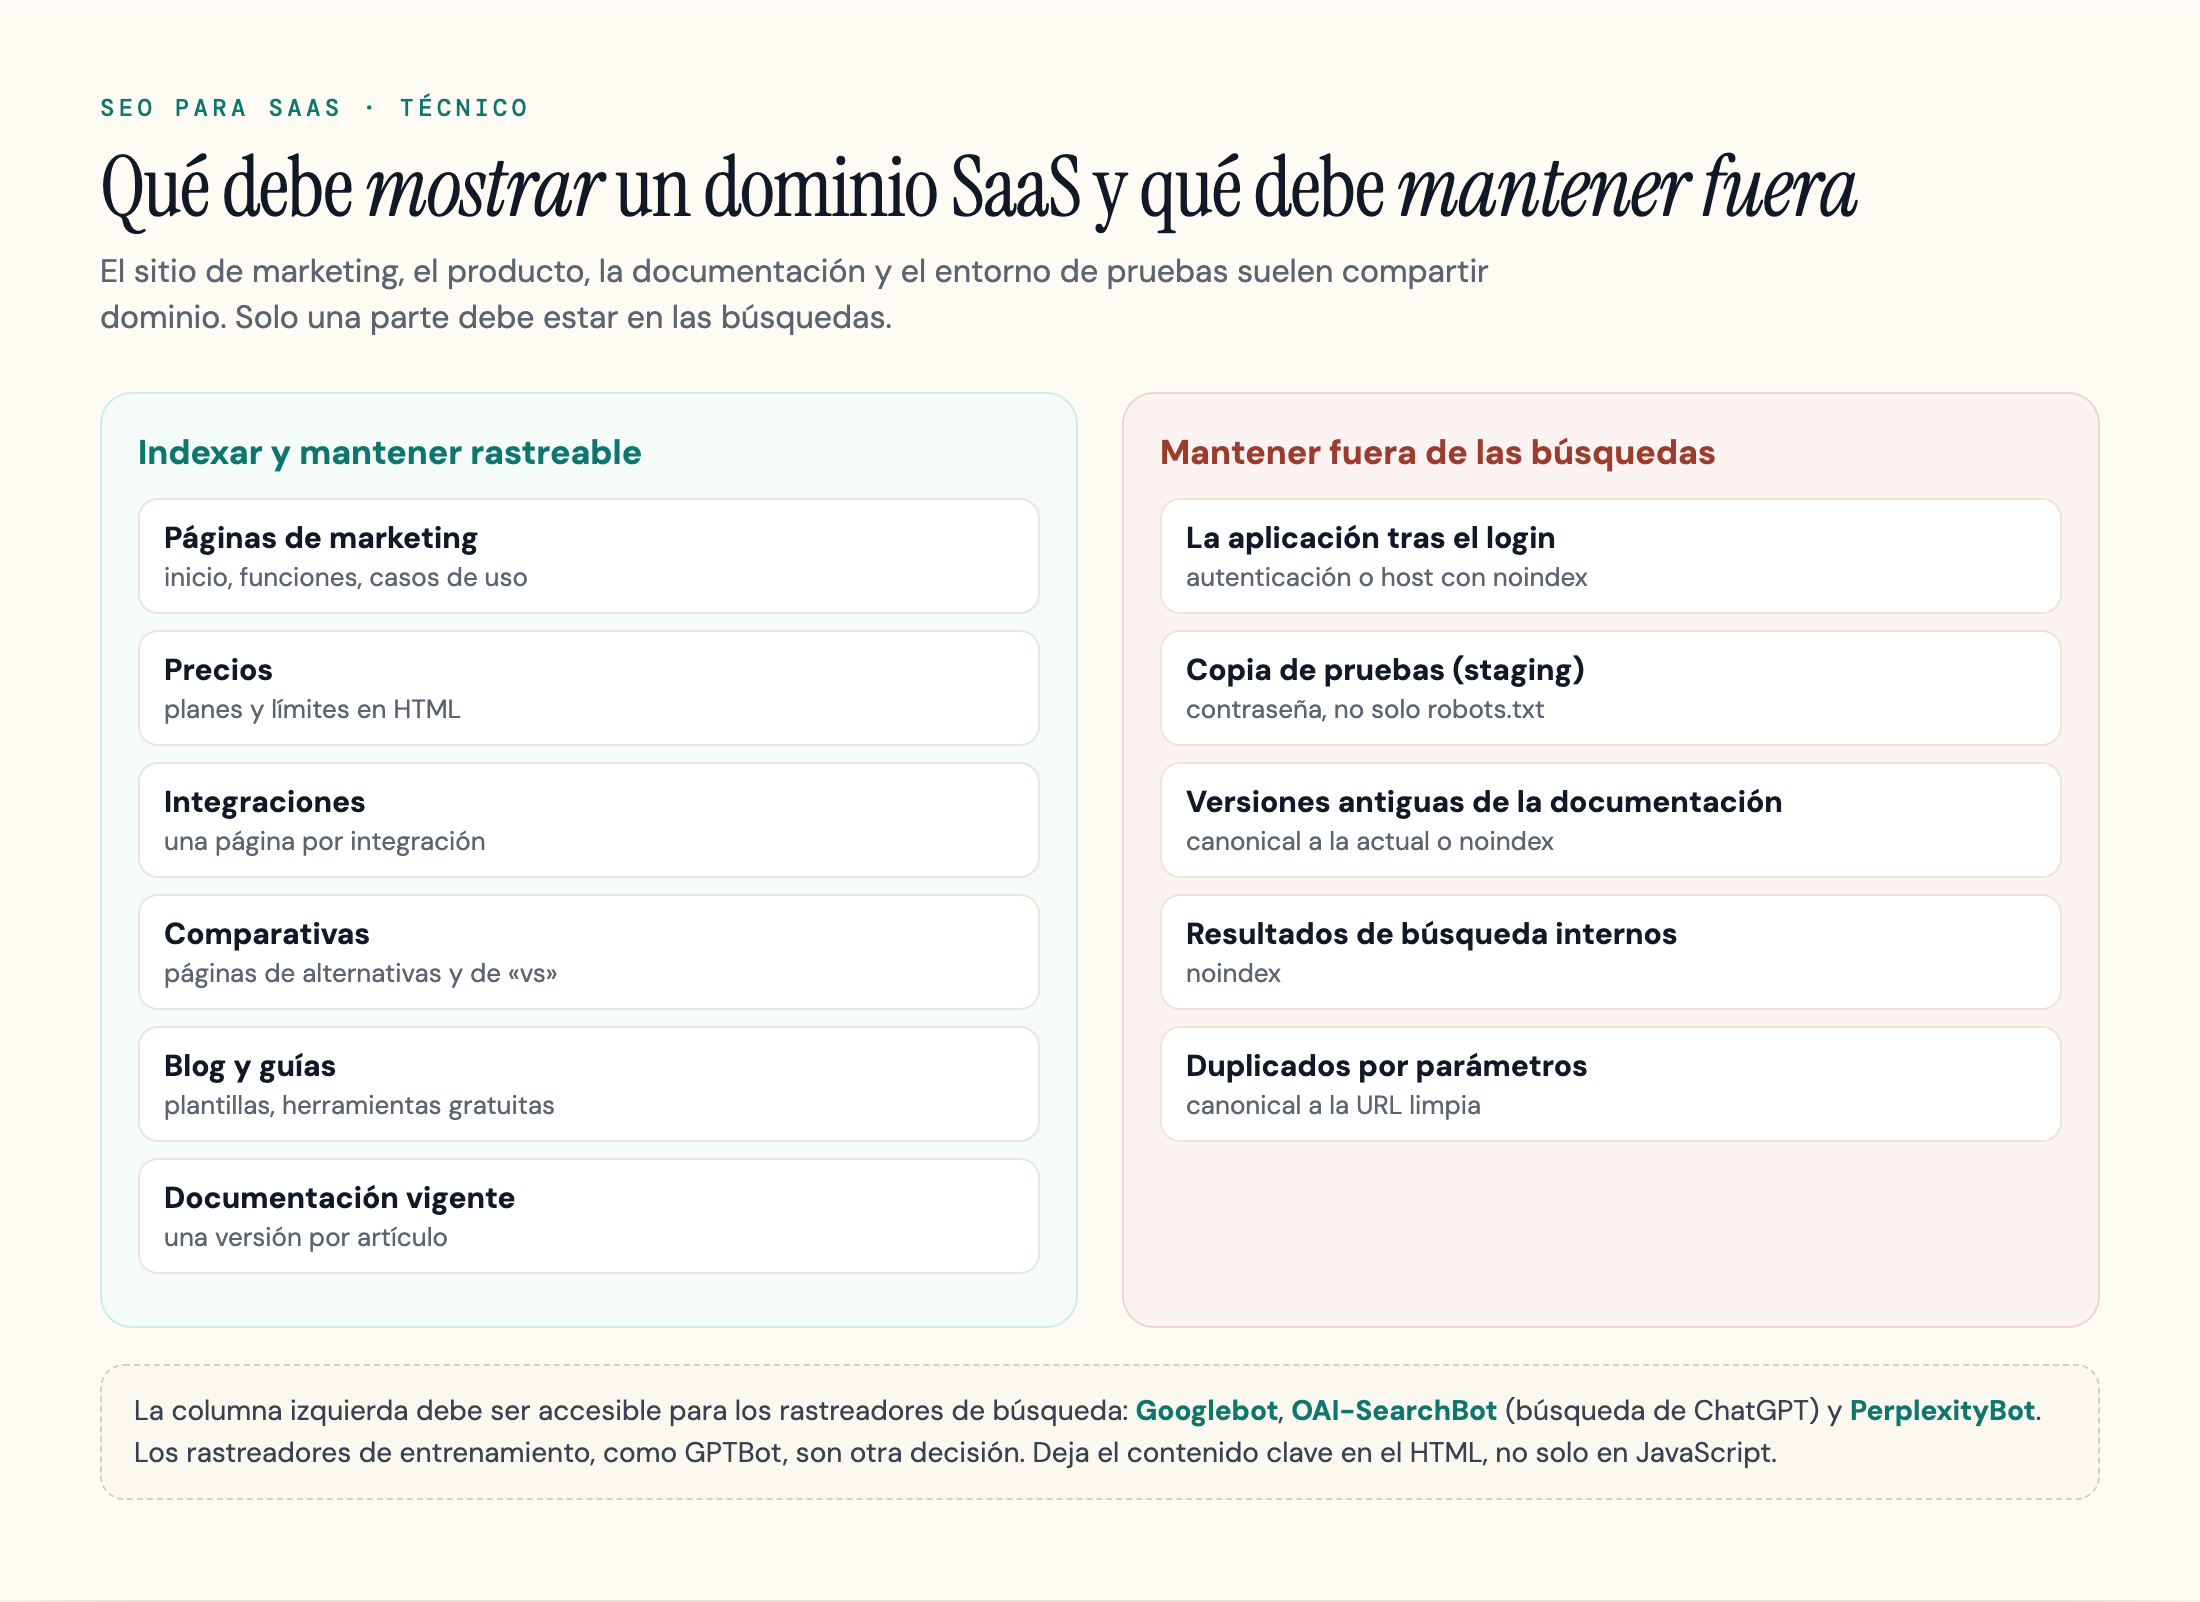 SEO PARA SAAS · TÉCNICO
Qué debe mostrar un dominio SaaS y qué debe mantener fuera
El sitio de marketing, el producto, la documentación y el entorno de pruebas suelen compartir
dominio. Solo una parte debe estar en las búsquedas.
Indexar y mantener rastreable
Páginas de marketing
inicio, funciones, casos de uso
Precios
planes y límites en HTML
Integraciones
una página por integración
Comparativas
páginas de alternativas y de «vs»
Blog y guías
plantillas, herramientas gratuitas
Documentación vigente
una versión por artículo
Mantener fuera de las búsquedas
La aplicación tras el login
autenticación o host con noindex
Copia de pruebas (staging)
contraseña, no solo robots.txt
Versiones antiguas de la documentación
canonical a la actual o noindex
Resultados de búsqueda internos
noindex
Duplicados por parámetros
canonical a la URL limpia
La columna izquierda debe ser accesible para los rastreadores de búsqueda: Googlebot, OAI-SearchBot (búsqueda de ChatGPT) y PerplexityBot.
Los rastreadores de entrenamiento, como GPTBot, son otra decisión. Deja el contenido clave en el HTML, no solo en JavaScript.